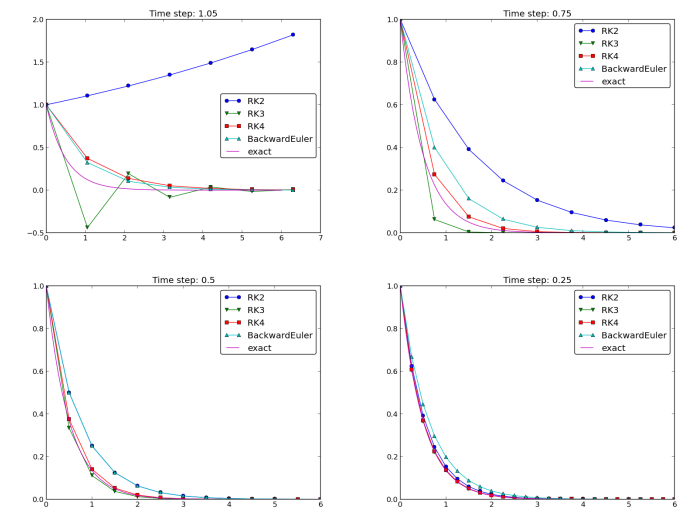 Time step: 1.05
2.0
1.5
1.0
0.5
0.0
−0.5
0 1 2 3 4 5 6 7
RK2
RK3
RK4
BackwardEuler
exact
Time step: 0.75
1.0
0.8
0.6
0.4
0.2
0.0
0 1 2 3 4 5 6
RK2
RK3
RK4
BackwardEuler
exact
Time step: 0.5
1.0
0.8
0.6
0.4
0.2
0.0
0 1 2 3 4 5 6
RK2
RK3
RK4
BackwardEuler
exact
Time step: 0.25
1.0
0.8
0.6
0.4
0.2
0.0
0 1 2 3 4 5 6
RK2
RK3
RK4
BackwardEuler
exact